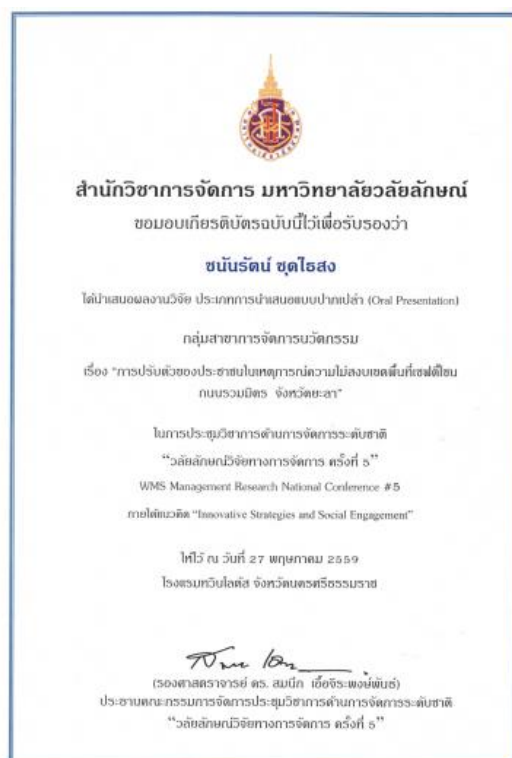 สำนักวิชาการจัดการ มหาวิทยาลัยวลัยลักษณ์
ขอมอบเกียรติบัตรฉบับนี้ไว้เพื่อรับรองว่า
ชนันรัตน์ ชุดไธสง
ได้นำเสนอผลงานวิจัย ประเภทการนำเสนอแบบปากเปล่า (Oral Presentation)
กลุ่มสาขาการจัดการนวัตกรรม
เรื่อง "การปรับตัวของประชาชนในเหตุการณ์ความไม่สงบเขตพื้นที่เซฟตี้โซน
ถนนรวมมิตร จังหวัดยะลา"
ในการประชุมวิชาการด้านการจัดการระดับชาติ
"วลัยลักษณ์วิจัยทางการจัดการ ครั้งที่ 5"
WMS Management Research National Conference #5
ภายใต้แนวคิด "Innovative Strategies and Social Engagement"
ให้ไว้ ณ วันที่ 27 พฤษภาคม 2559
โรงแรมทวินโลตัส จังหวัดนครศรีธรรมราช
(รองศาสตราจารย์ ดร. สมนึก เอื้อจิระพงษ์พันธ์)
ประธานคณะกรรมการจัดการประชุมวิชาการด้านการจัดการระดับชาติ
"วลัยลักษณ์วิจัยทางการจัดการ ครั้งที่ 5"